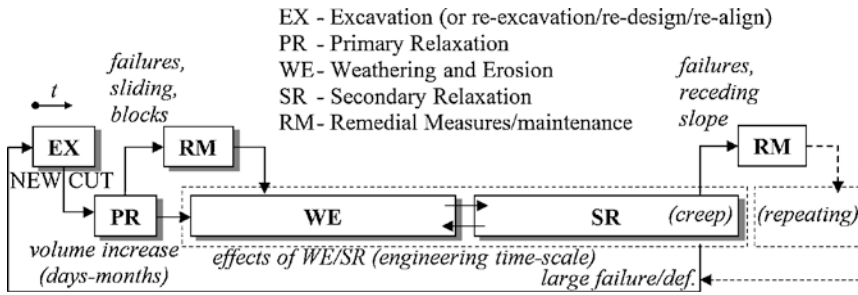 EX - Excavation (or re-excavation/re-design/re-align)
PR - Primary Relaxation
WE - Weathering and Erosion
SR - Secondary Relaxation
RM - Remedial Measures/maintenance
failures,
sliding,
blocks
failures,
receding
slope
t
EX
RM
RM
NEW CUT
PR
WE
SR
(creep)
(repeating)
volume increase
(days-months)
effects of WE/SR (engineering time-scale)
large failure/def.